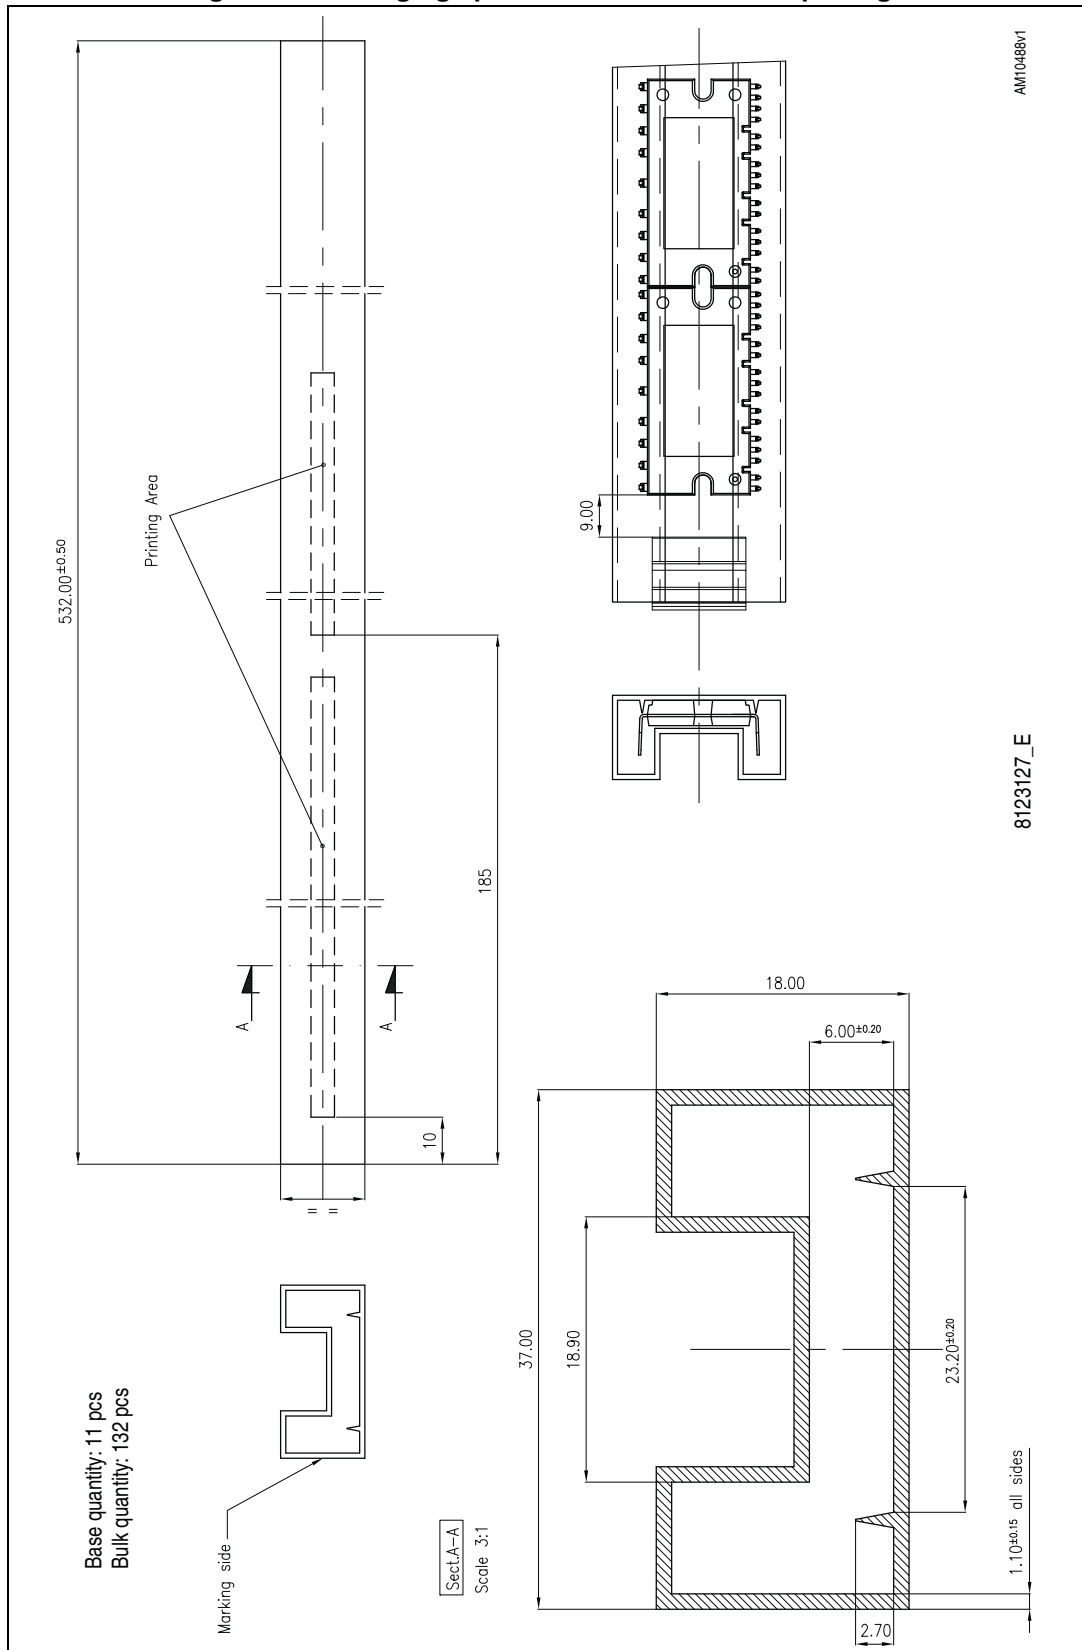 AM10488v1
532.00±0.50
Printing Area
9.00
185
A
A
10
= =
8123127_E
18.00
6.00±0.20
37.00
18.90
23.20±0.20
1.10±0.15 all sides
2.70
Base quantity: 11 pcs
Bulk quantity: 132 pcs
Marking side
Sect.A-A
Scale 3:1